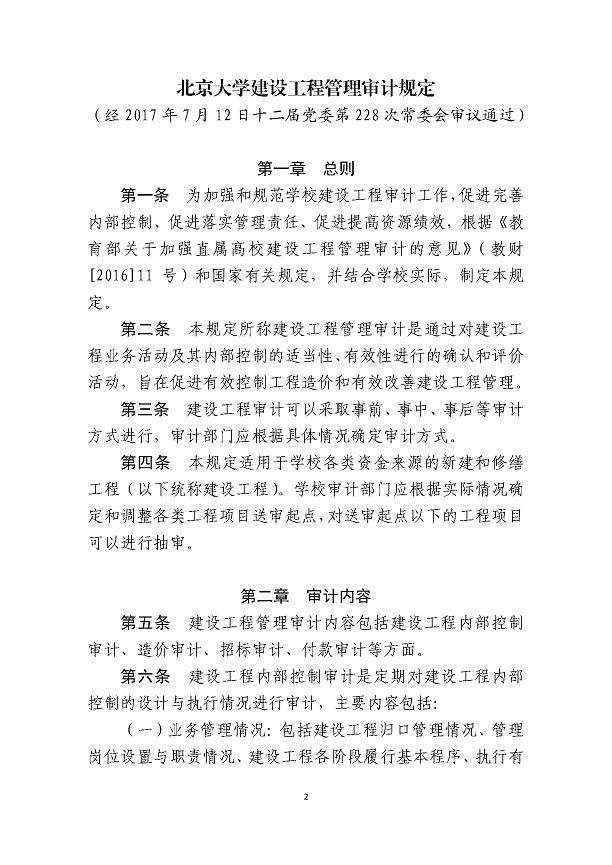 北京大学建设工程管理审计规定
（经 2017 年 7 月 12 日十二届党委第 228 次常委会审议通过）
第一章 总则
第一条 为加强和规范学校建设工程审计工作，促进完善
内部控制、促进落实管理责任、促进提高资源绩效，根据《教
育部关于加强直属高校建设工程管理审计的意见》（教财
[2016]11 号）和国家有关规定，并结合学校实际，制定本规
定。
第二条 本规定所称建设工程管理审计是通过对建设工
程业务活动及其内部控制的适当性、有效性进行的确认和评价
活动，旨在促进有效控制工程造价和有效改善建设工程管理。
第三条 建设工程审计可以采取事前、事中、事后等审计
方式进行，审计部门应根据具体情况确定审计方式。
第四条 本规定适用于学校各类资金来源的新建和修缮
工程（以下统称建设工程）。学校审计部门应根据实际情况确
定和调整各类工程项目送审起点，对送审起点以下的工程项目
可以进行抽审。
第二章 审计内容
第五条 建设工程管理审计内容包括建设工程内部控制
审计、造价审计、招标审计、付款审计等方面。
第六条 建设工程内部控制审计是定期对建设工程内部
控制的设计与执行情况进行审计，主要内容包括：
（一）业务管理情况：包括建设工程归口管理情况、管理
岗位设置与职责情况、建设工程各阶段履行基本程序、执行有
2